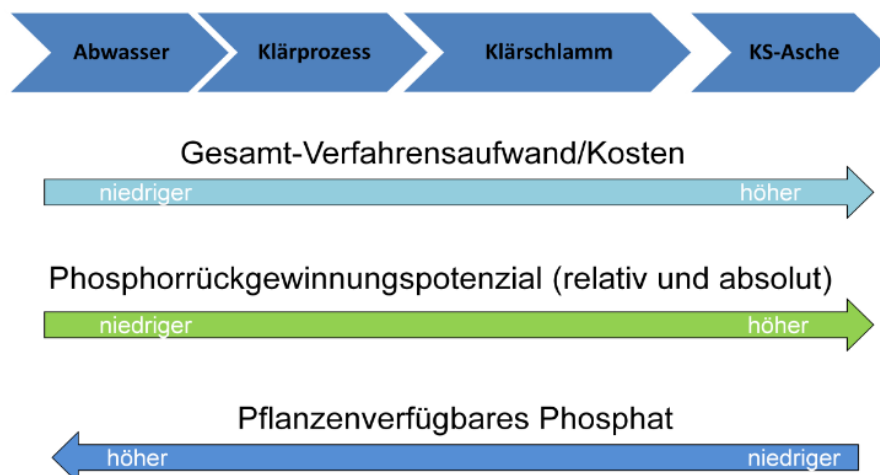 Abwasser Klärprozess Klärschlamm KS-Asche
Gesamt-Verfahrensaufwand/Kosten
niedriger höher
Phosphorrückgewinnungspotenzial (relativ und absolut)
niedriger höher
Pflanzenverfügbares Phosphat
höher niedriger